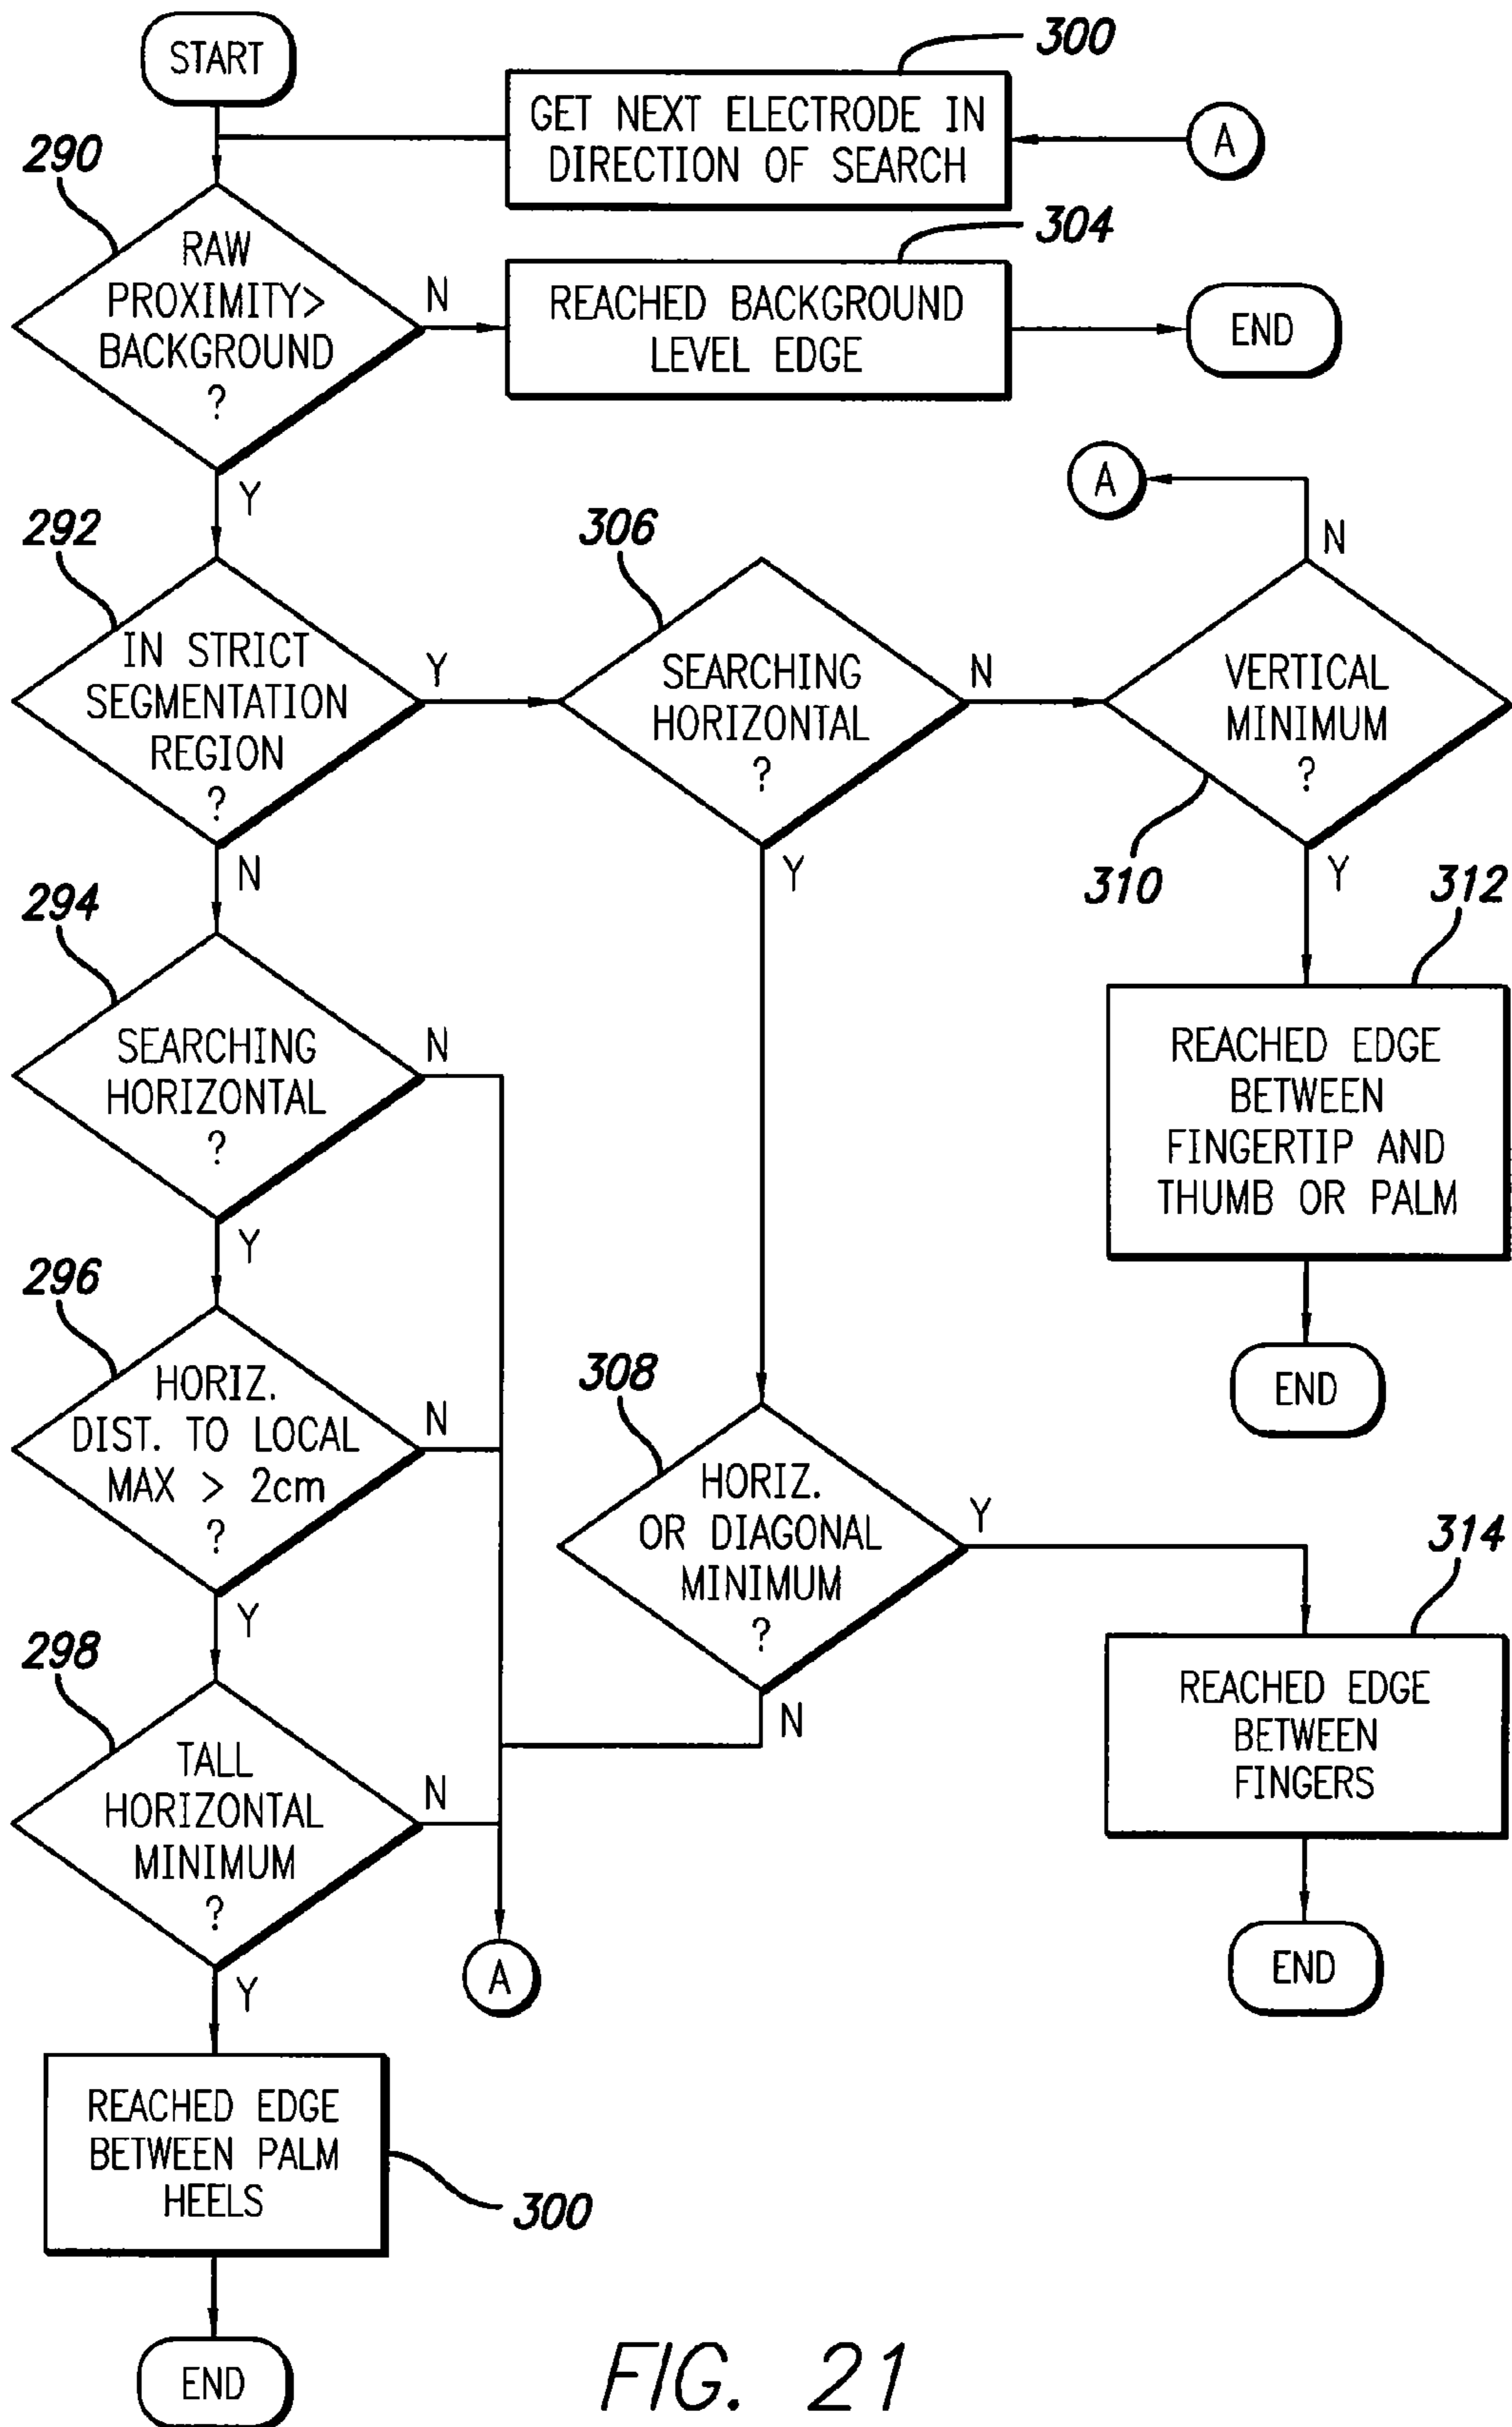 START
300
GET NEXT ELECTRODE IN
DIRECTION OF SEARCH
A
290
RAW
PROXIMITY>
BACKGROUND
?
N
304
REACHED BACKGROUND
LEVEL EDGE
END
Y
292
IN STRICT
SEGMENTATION
REGION
?
Y
306
SEARCHING
HORIZONTAL
?
N
A
N
VERTICAL
MINIMUM
?
310
Y
312
REACHED EDGE
BETWEEN
FINGERTIP AND
THUMB OR PALM
END
N
294
SEARCHING
HORIZONTAL
?
N
Y
Y
296
HORIZ.
DIST. TO LOCAL
MAX > 2cm
?
N
Y
308
HORIZ.
OR DIAGONAL
MINIMUM
?
Y
N
314
REACHED EDGE
BETWEEN
FINGERS
END
298
TALL
HORIZONTAL
MINIMUM
?
N
A
Y
REACHED EDGE
BETWEEN PALM
HEELS
300
END
FIG. 21